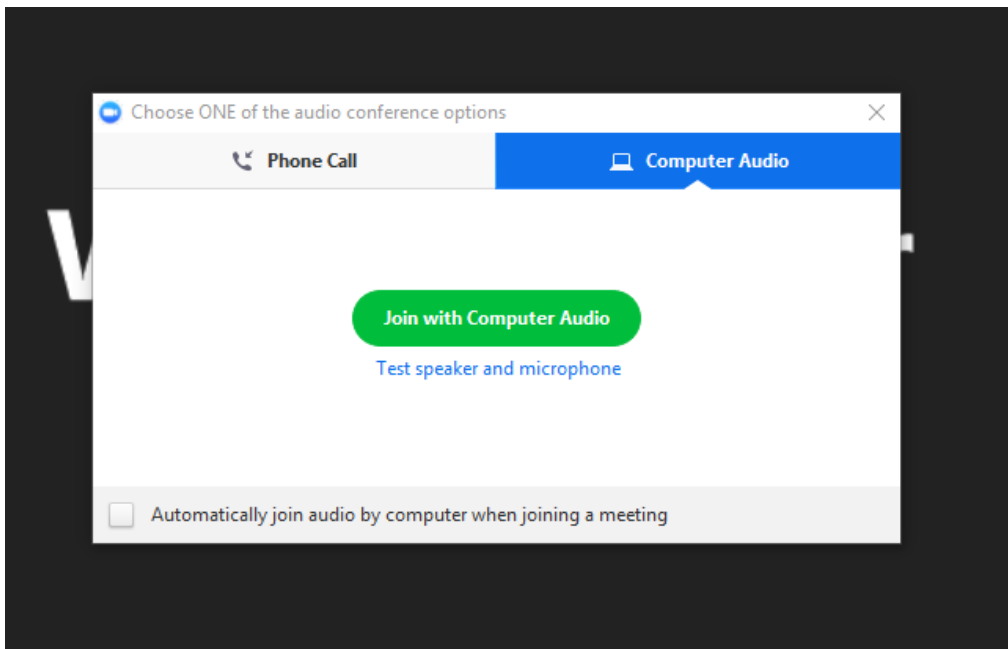 Choose ONE of the audio conference options
Phone Call
Computer Audio
Join with Computer Audio
Test speaker and microphone
Automatically join audio by computer when joining a meeting